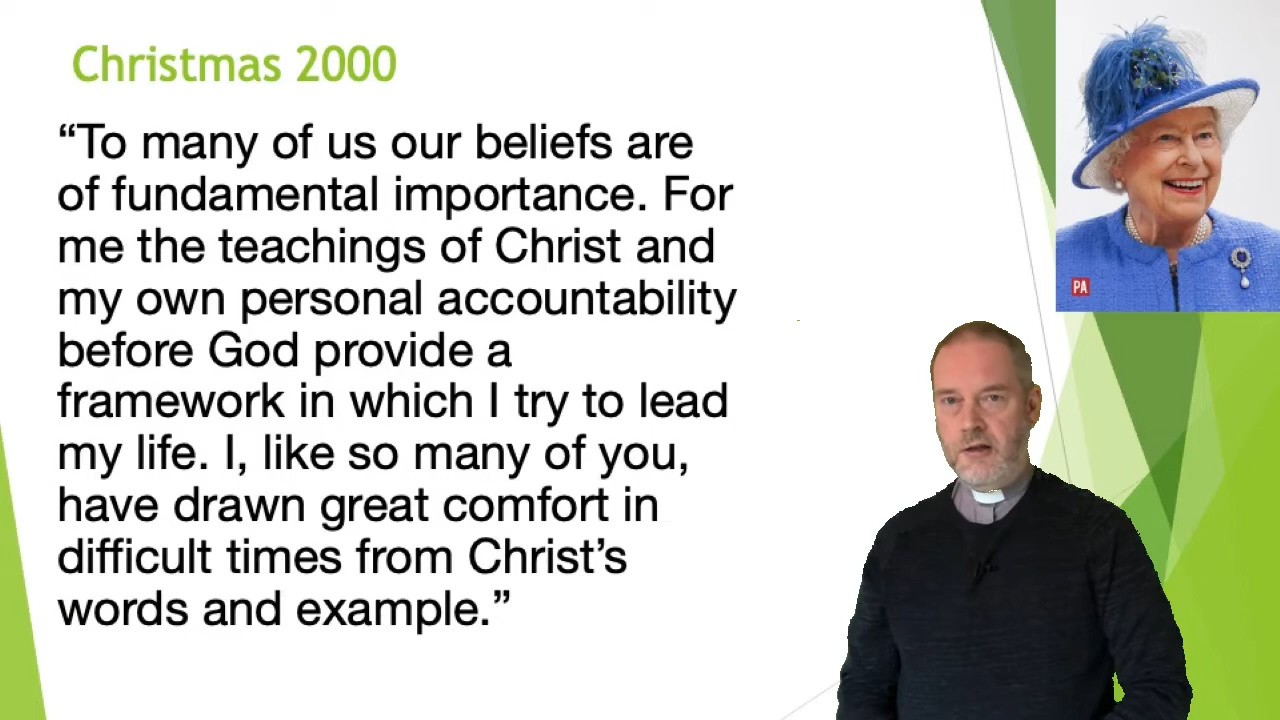 Christmas 2000
“To many of us our beliefs are
of fundamental importance. For
me the teachings of Christ and
my own personal accountability
before God provide a
framework in which I try to lead
my life. I, like so many of you,
have drawn great comfort in
difficult times from Christ’s
words and example.”
PA